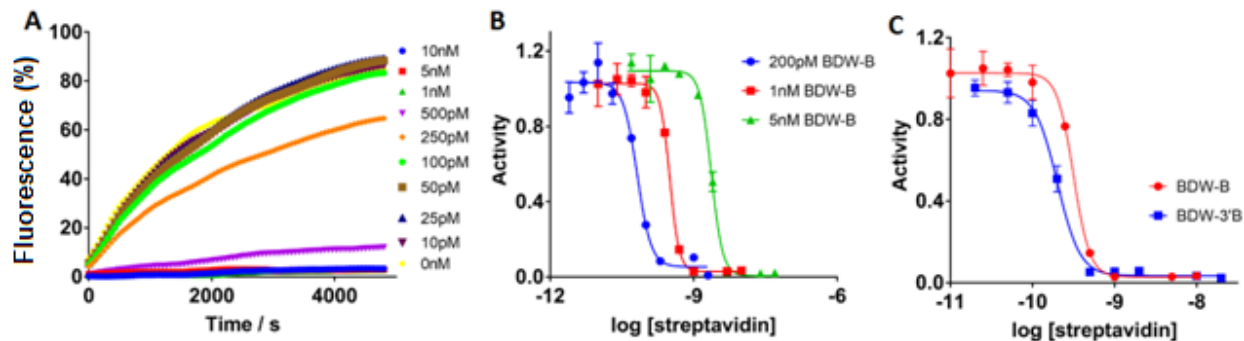 A
Fluorescence (%)
100
80
60
40
20
0
0
2000
4000
Time / s
10nM
5nM
1nM
500pM
250pM
100pM
50pM
25pM
10pM
0nM
B
Activity
1.2
0.8
0.4
0.0
-12
-9
-6
log [streptavidin]
200pM BDW-B
1nM BDW-B
5nM BDW-B
C
Activity
1.2
0.8
0.4
0.0
-11
-10
-9
-8
log [streptavidin]
BDW-B
BDW-3'B